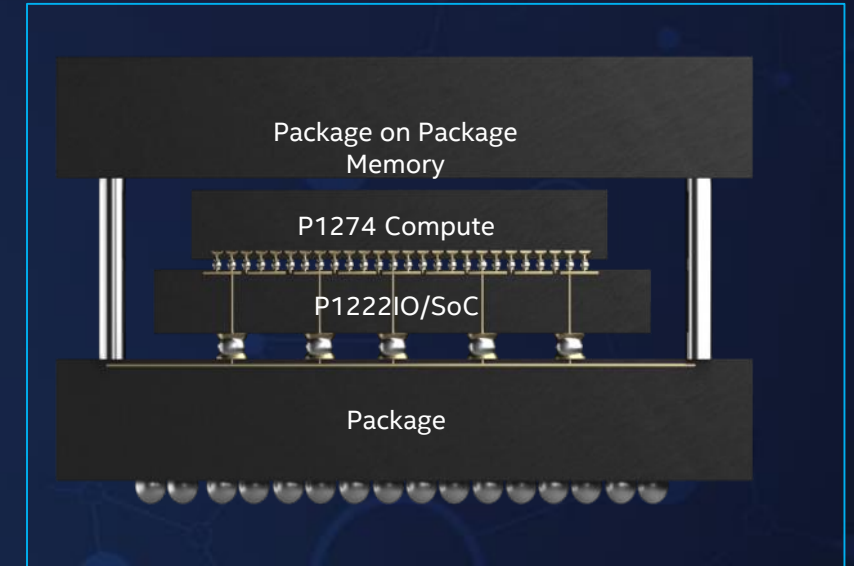 Package on Package
Memory
P1274 Compute
P1222IO/SoC
Package